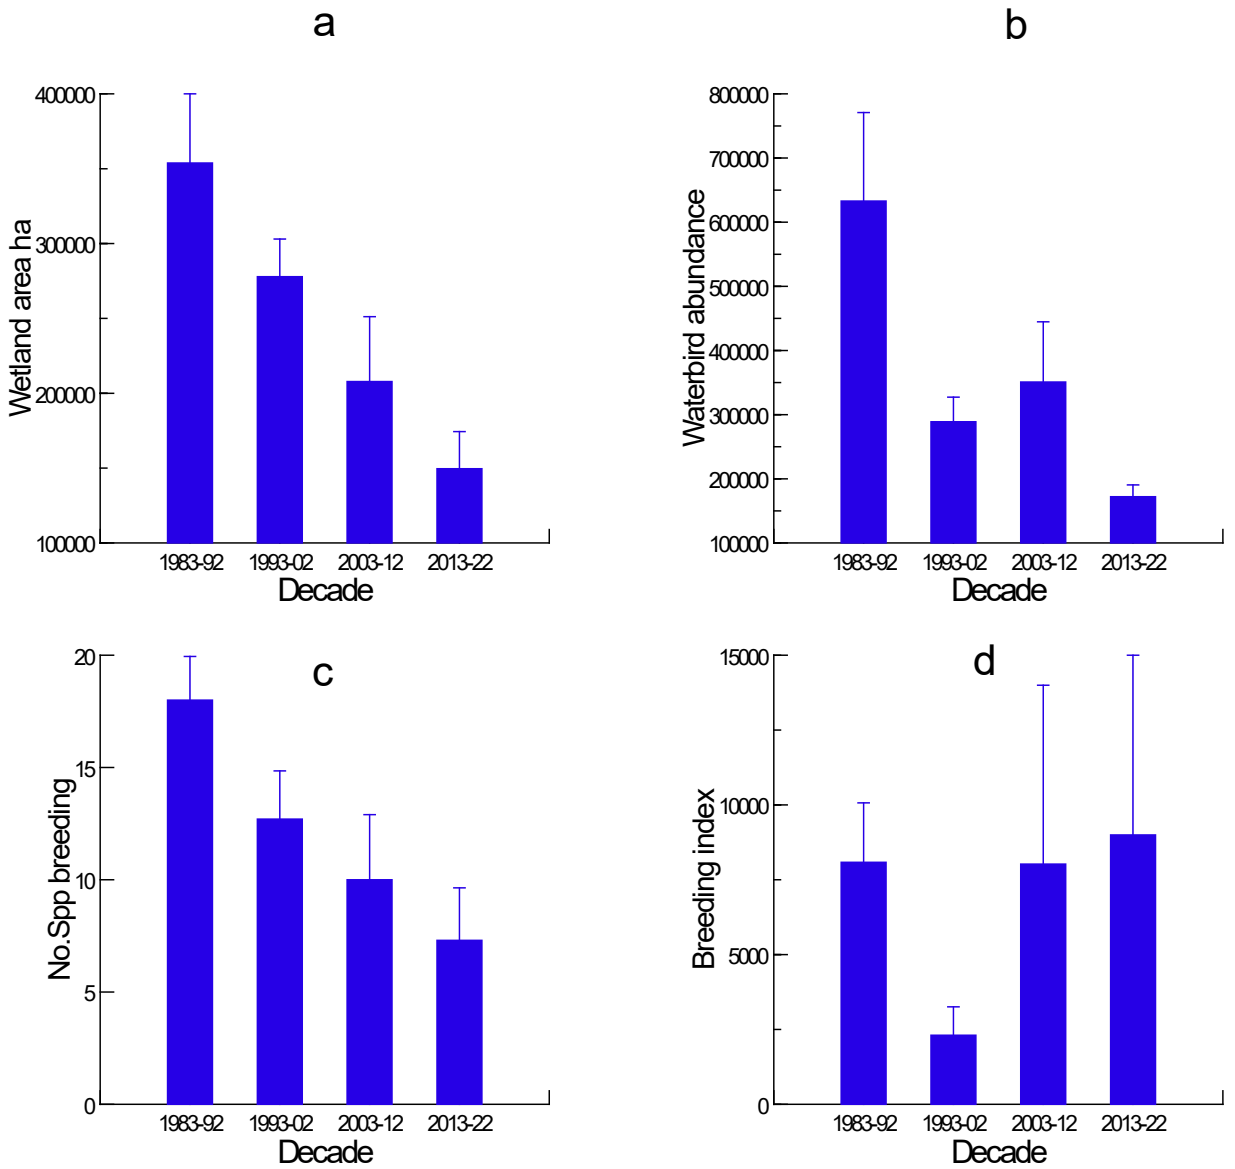 a
400000
300000
200000
100000
Wetland area ha
1983-92 1993-02 2003-12 2013-22
Decade
b
800000
700000
600000
500000
400000
300000
200000
100000
Waterbird abundance
1983-92 1993-02 2003-12 2013-22
Decade
c
20
15
10
5
0
No.Spp breeding
1983-92 1993-02 2003-12 2013-22
Decade
d
15000
10000
5000
0
Breeding index
1983-92 1993-02 2003-12 2013-22
Decade